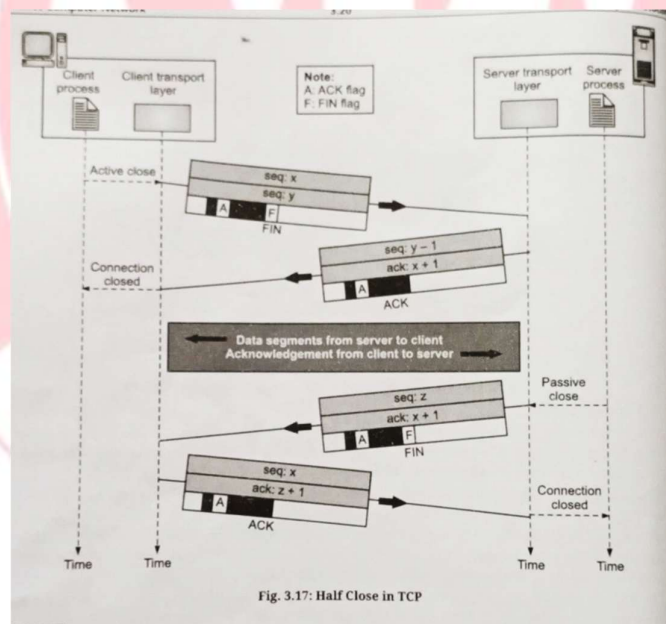 3.20
Client process
Client transport layer
Note:
A: ACK flag
F: FIN flag
Server transport layer
Server process
Active close
seq: x
seq: y
A F
FIN
seq: y – 1
ack: x + 1
A
ACK
Connection closed
Data segments from server to client
Acknowledgement from client to server
Passive close
seq: z
ack: x + 1
A F
FIN
seq: x
ack: z + 1
A
ACK
Connection closed
Time
Time
Time
Time
Fig. 3.17: Half Close in TCP